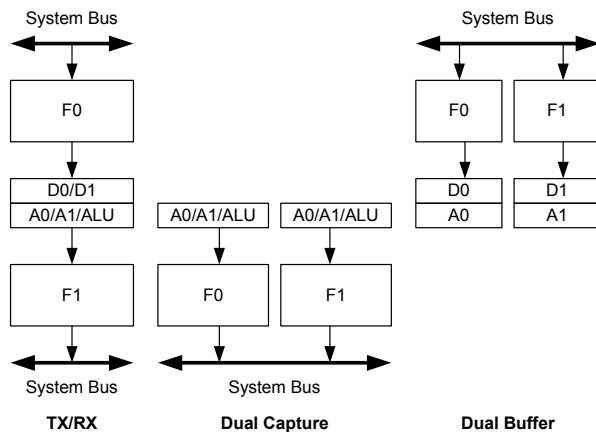 System Bus
System Bus
F0
F0
F1
D0/D1
D0
D1
A0/A1/ALU
A0/A1/ALU
A0/A1/ALU
A0
A1
F1
F0
F1
System Bus
System Bus
TX/RX
Dual Capture
Dual Buffer